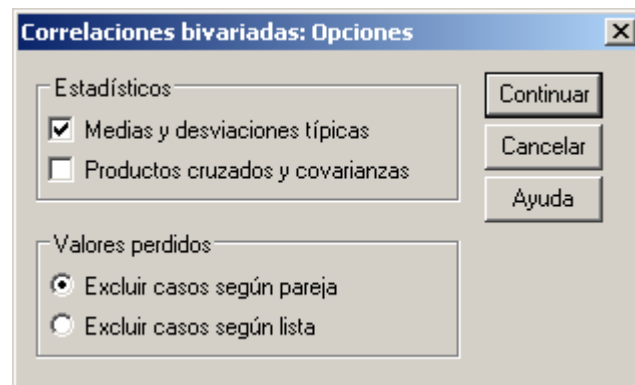 Correlaciones bivariadas: Opciones
Estadísticos
Medias y desviaciones típicas
Productos cruzados y covarianzas
Valores perdidos
Excluir casos según pareja
Excluir casos según lista
Continuar
Cancelar
Ayuda